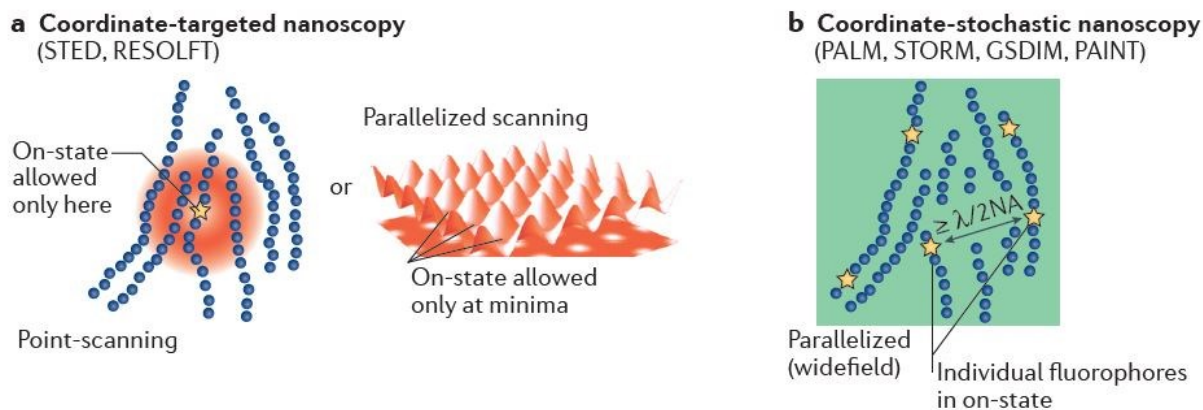 a Coordinate-targeted nanoscopy
(STED, RESOLFT)
On-state
allowed
only here
Point-scanning
or
Parallelized scanning
On-state allowed
only at minima
b Coordinate-stochastic nanoscopy
(PALM, STORM, GSDIM, PAINT)
≥ λ/2NA
Parallelized
(widefield)
Individual fluorophores
in on-state